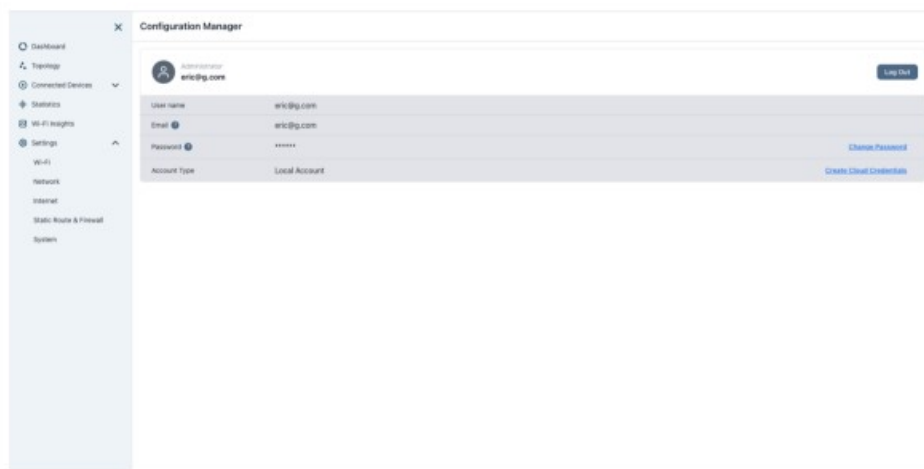 Configuration Manager
Dashboard
Topology
Connected Devices
Statistics
Wi-Fi Insights
Settings
Wi-Fi
Network
Internet
Static Route & Firewall
System
Administrator
eric@g.com
Log Out
User name eric@g.com
Email ? eric@g.com
Password ? ****** Change Password
Account Type Local Account Create Cloud Credentials